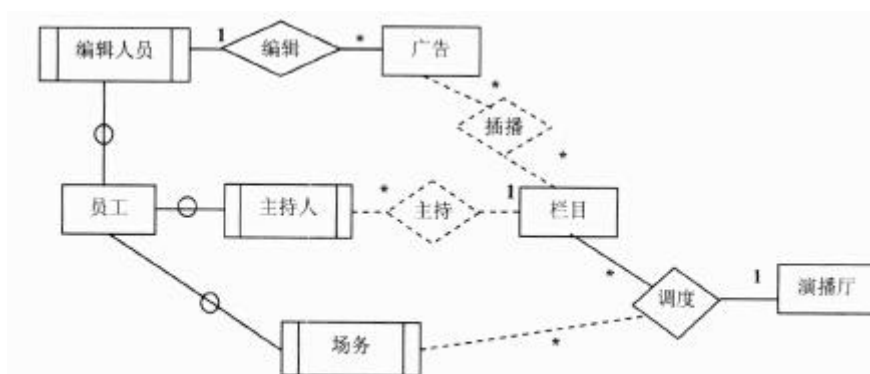 编辑人员 1 编辑 * 广告
*
插播
*
员工 主持人 * 主持 1 栏目
*
调度 1 演播厅
场务 *